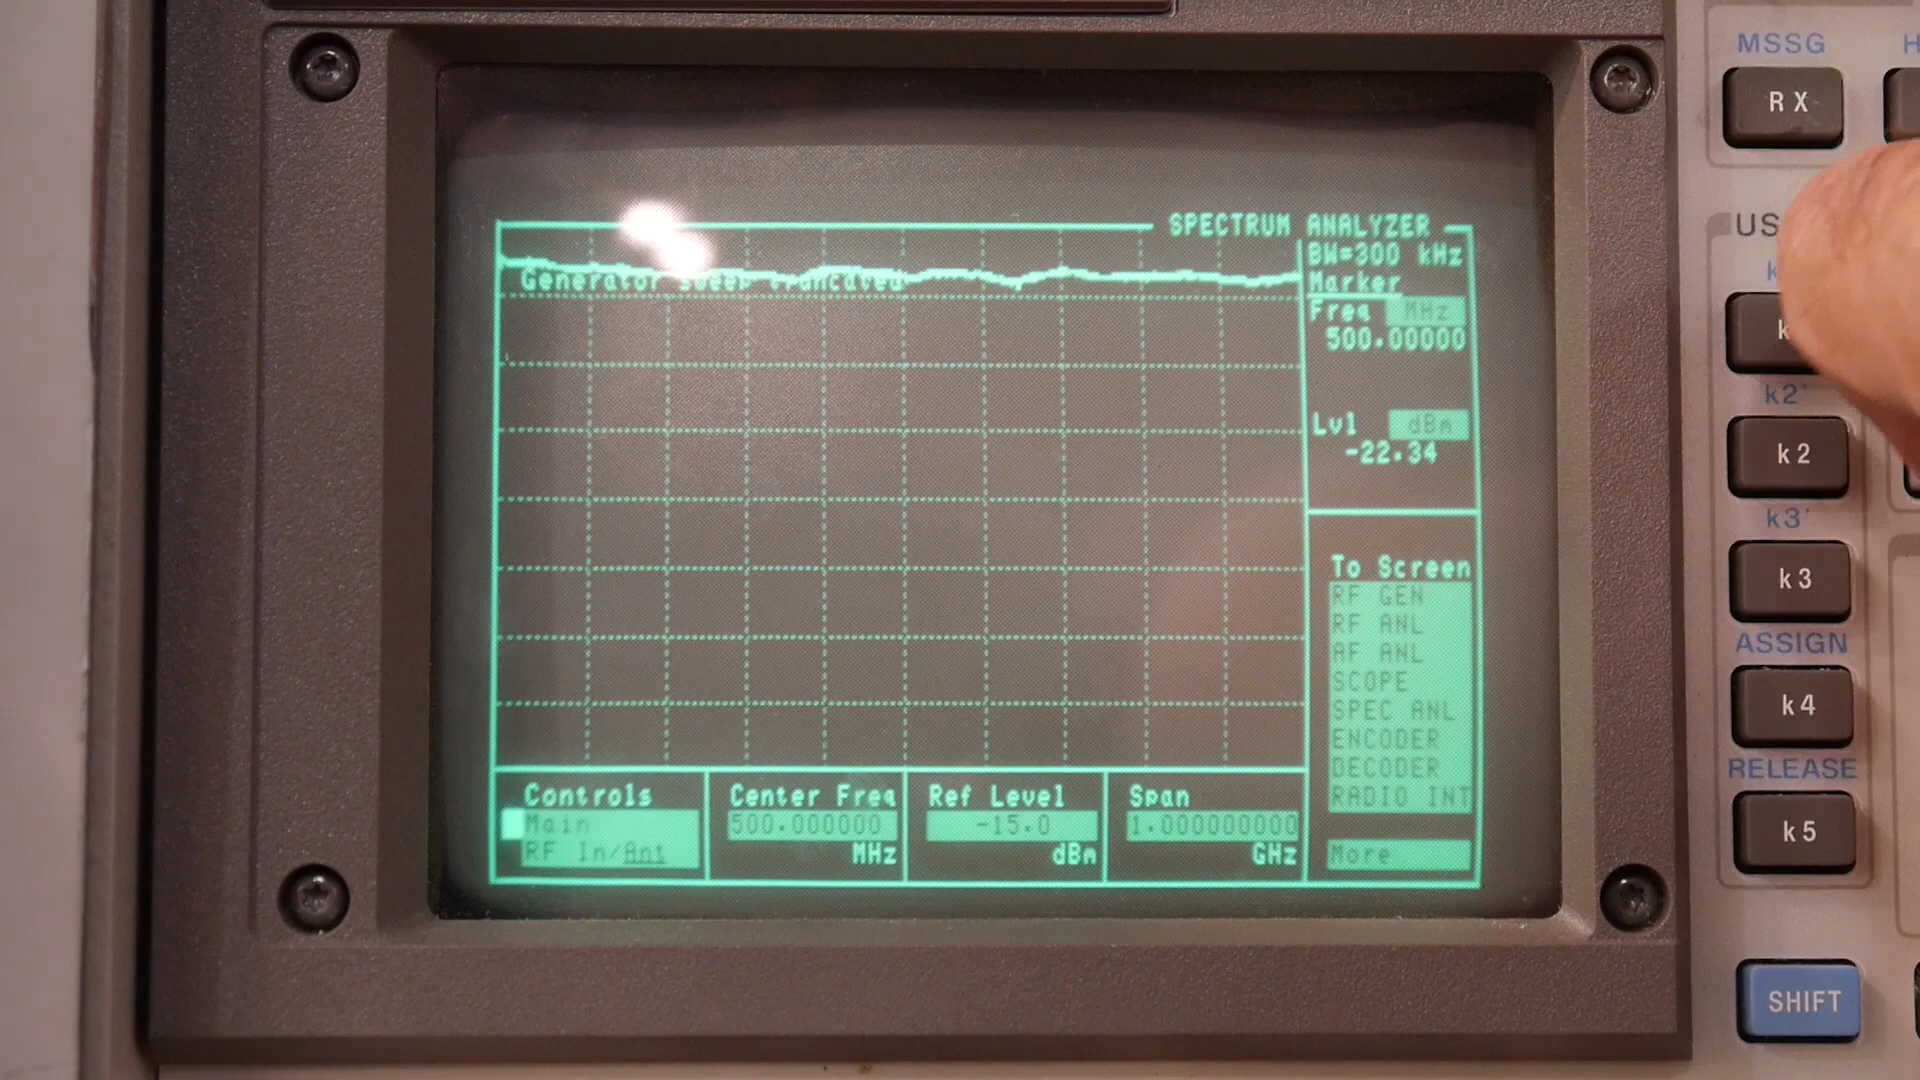 SPECTRUM ANALYZER
BW=300 kHz
Generator sweep truncated
Marker
Freq MHz
500.00000
Lvl dBm
-22.34
To Screen
RF GEN
RF ANL
AF ANL
SCOPE
SPEC ANL
ENCODER
DECODER
RADIO INT
More
Controls
Main
RF In/Ant
Center Freq
500.000000
MHz
Ref Level
-15.0
dBm
Span
1.000000000
GHz
MSSG
RX
US
k2'
k2
k3'
k3
ASSIGN
k4
RELEASE
k5
SHIFT